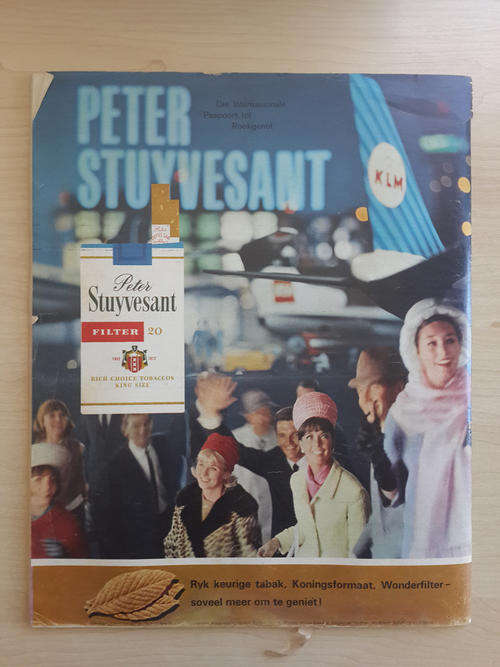 PETER
STUYVESANT
Die Internasionale
Paspoort tot
Rookgenot
KLM
Peter
Stuyvesant
FILTER 20
RICH CHOICE TOBACCOS
KING SIZE
Ryk keurige tabak, Koningsformaat, Wonderfilter–
soveel meer om te geniet!